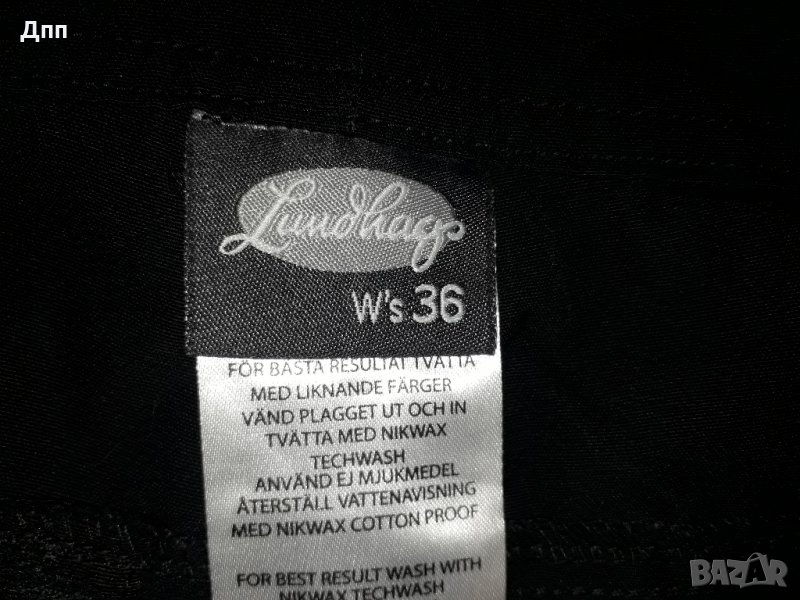 Дпп
Lundhags
W's 36
FÖR BÄSTA RESULTAT TVÄTTA
MED LIKNANDE FÄRGER
VÄND PLAGGET UT OCH IN
TVÄTTA MED NIKWAX
TECHWASH
ANVÄND EJ MJUKMEDEL
ÅTERSTÄLL VATTENAVISNING
MED NIKWAX COTTON PROOF
FOR BEST RESULT WASH WITH
NIKWAX TECHWASH
BAZAR